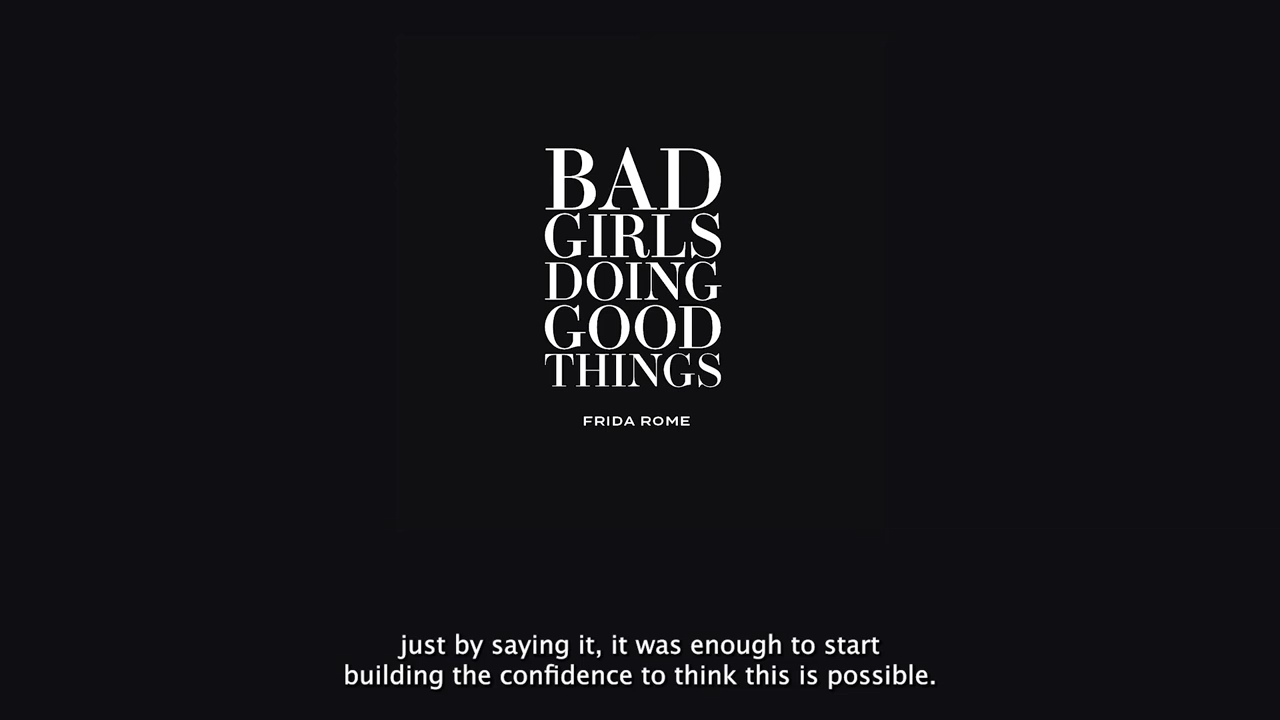 BAD
GIRLS
DOING
GOOD
THINGS
FRIDA ROME
just by saying it, it was enough to start
building the confidence to think this is possible.